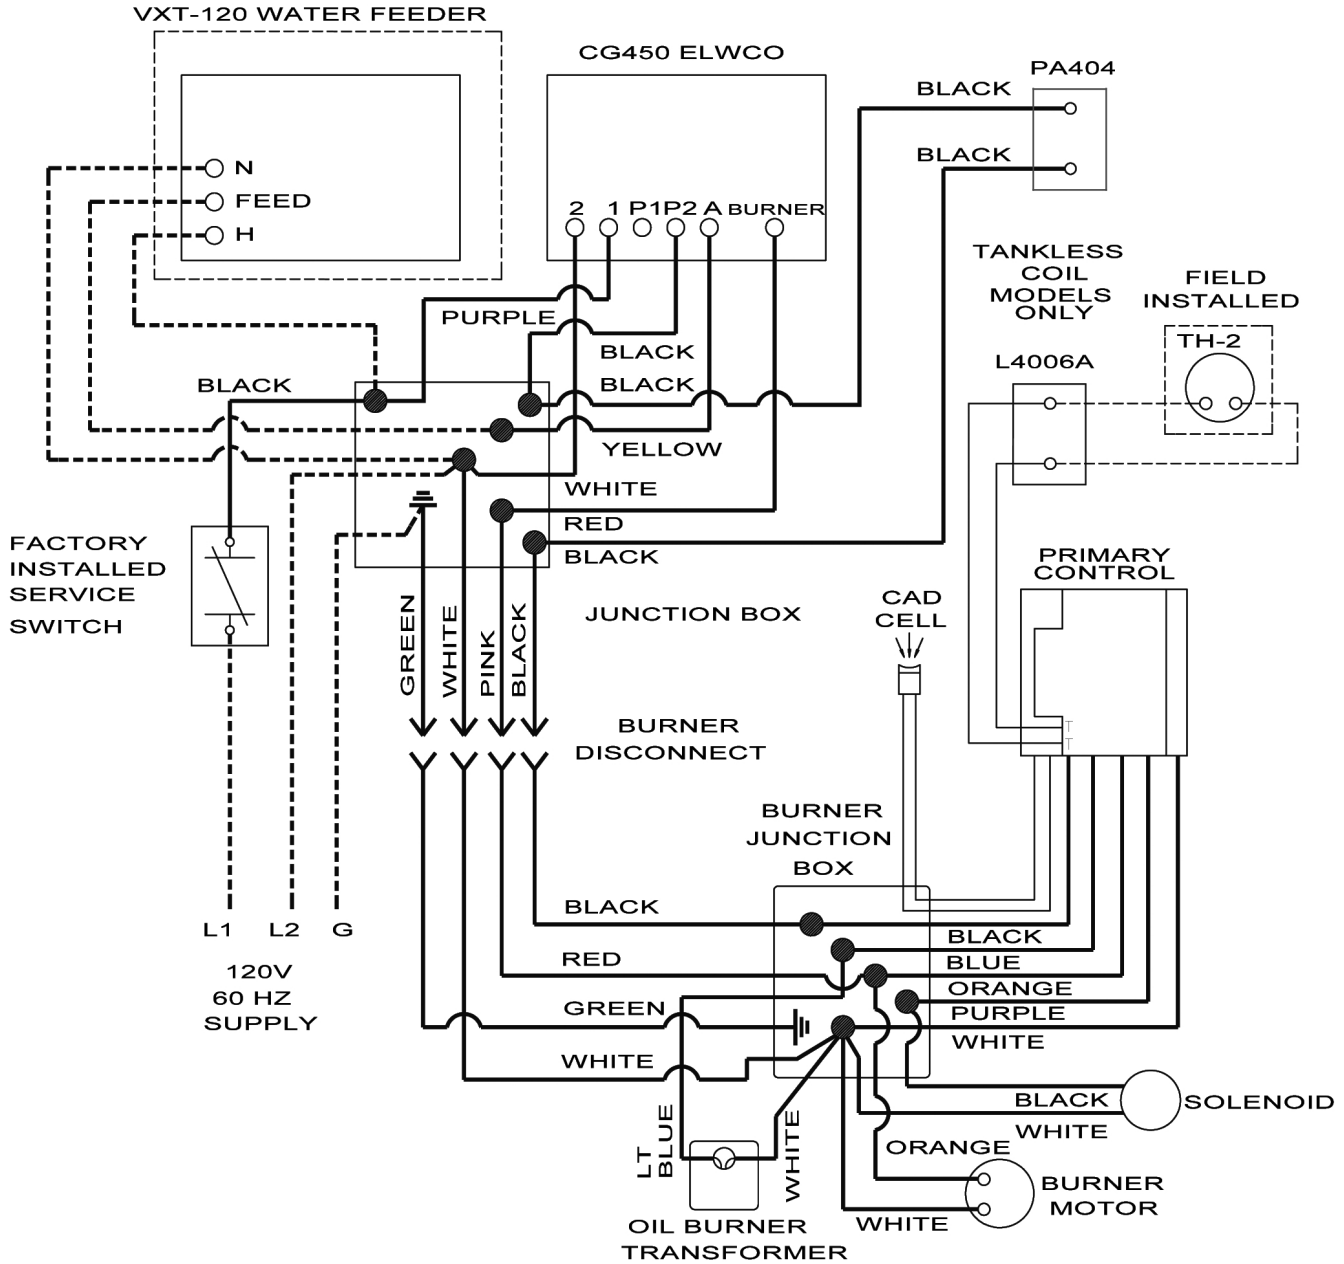 VXT-120 WATER FEEDER
CG450 ELWCO
PA404
BLACK
BLACK
N
FEED
H
2 1 P1 P2 A BURNER
TANKLESS
COIL
MODELS
ONLY
FIELD
INSTALLED
TH-2
L4006A
PURPLE
BLACK
BLACK
BLACK
YELLOW
WHITE
RED
BLACK
FACTORY
INSTALLED
SERVICE
SWITCH
JUNCTION BOX
GREEN
WHITE
PINK
BLACK
PRIMARY
CONTROL
T
T
CAD
CELL
BURNER
DISCONNECT
BURNER
JUNCTION
BOX
L1 L2 G
120V
60 HZ
SUPPLY
BLACK
RED
GREEN
WHITE
BLACK
BLUE
ORANGE
PURPLE
WHITE
BLACK
WHITE
SOLENOID
LT
BLUE
WHITE
ORANGE
WHITE
BURNER
MOTOR
OIL BURNER
TRANSFORMER